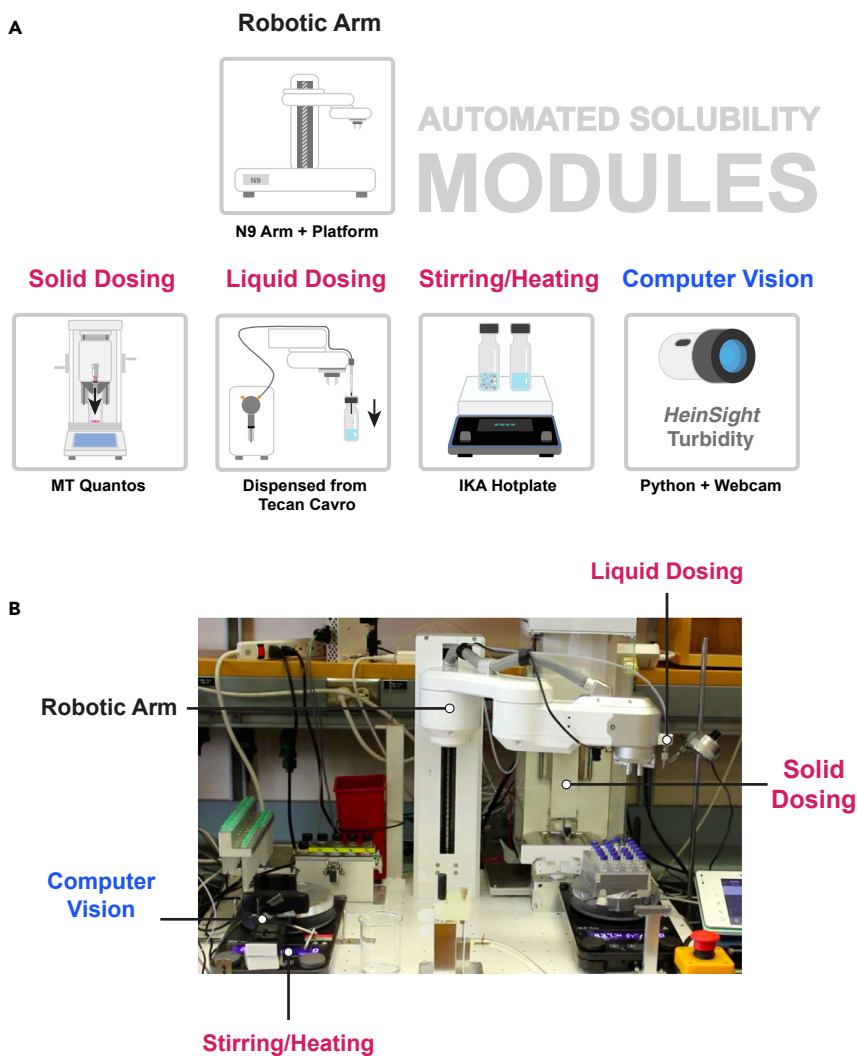 A
Robotic Arm
N9
N9 Arm + Platform
AUTOMATED SOLUBILITY
MODULES
Solid Dosing
Liquid Dosing
Stirring/Heating
Computer Vision
HeinSight
Turbidity
MT Quantos
Dispensed from
Tecan Cavro
IKA Hotplate
Python + Webcam
B
Liquid Dosing
Robotic Arm
Solid
Dosing
Computer
Vision
Stirring/Heating